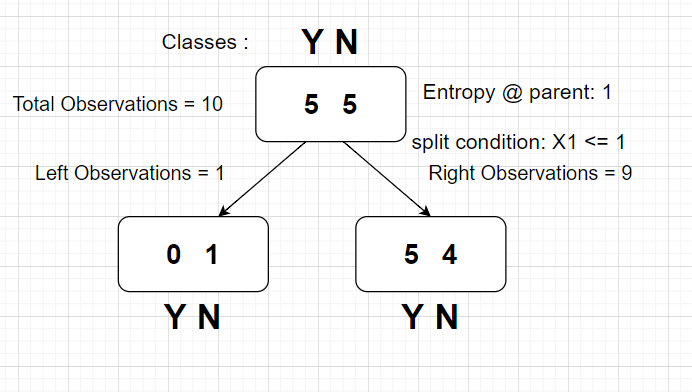 Classes : Y N
Total Observations = 10
5 5
Entropy @ parent: 1
split condition: X1 <= 1
Left Observations = 1
Right Observations = 9
0 1
5 4
Y N
Y N